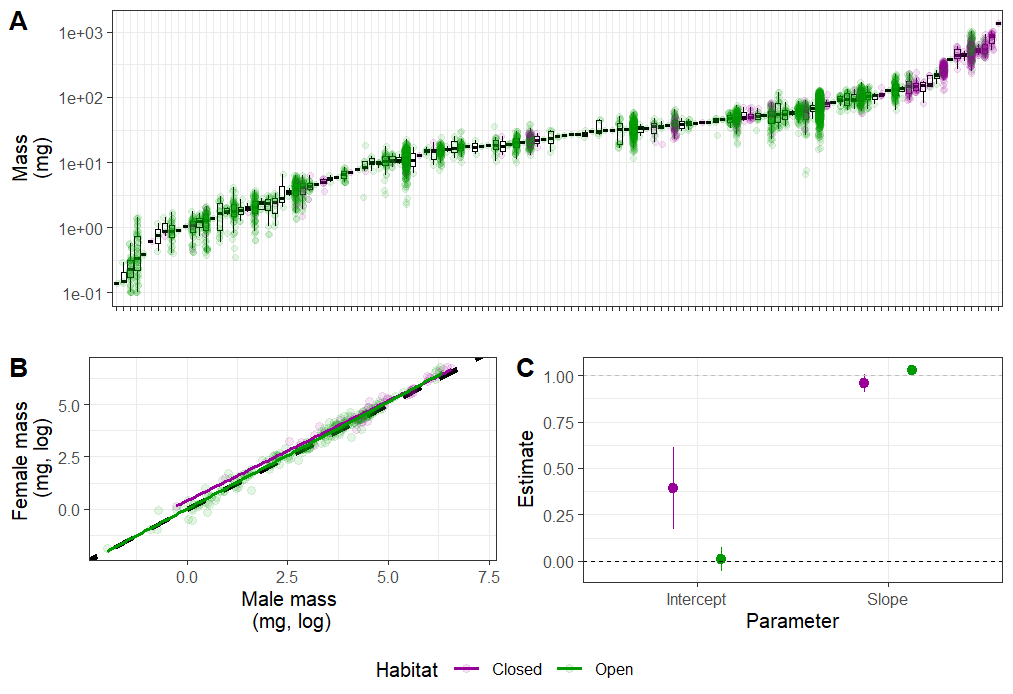 A
Mass
(mg)
1e+03
1e+02
1e+01
1e+00
1e-01
B
Female mass
(mg, log)
5.0
2.5
0.0
0.0
2.5
5.0
7.5
Male mass
(mg, log)
C
Estimate
1.00
0.75
0.50
0.25
0.00
Intercept
Slope
Parameter
Habitat
Closed
Open